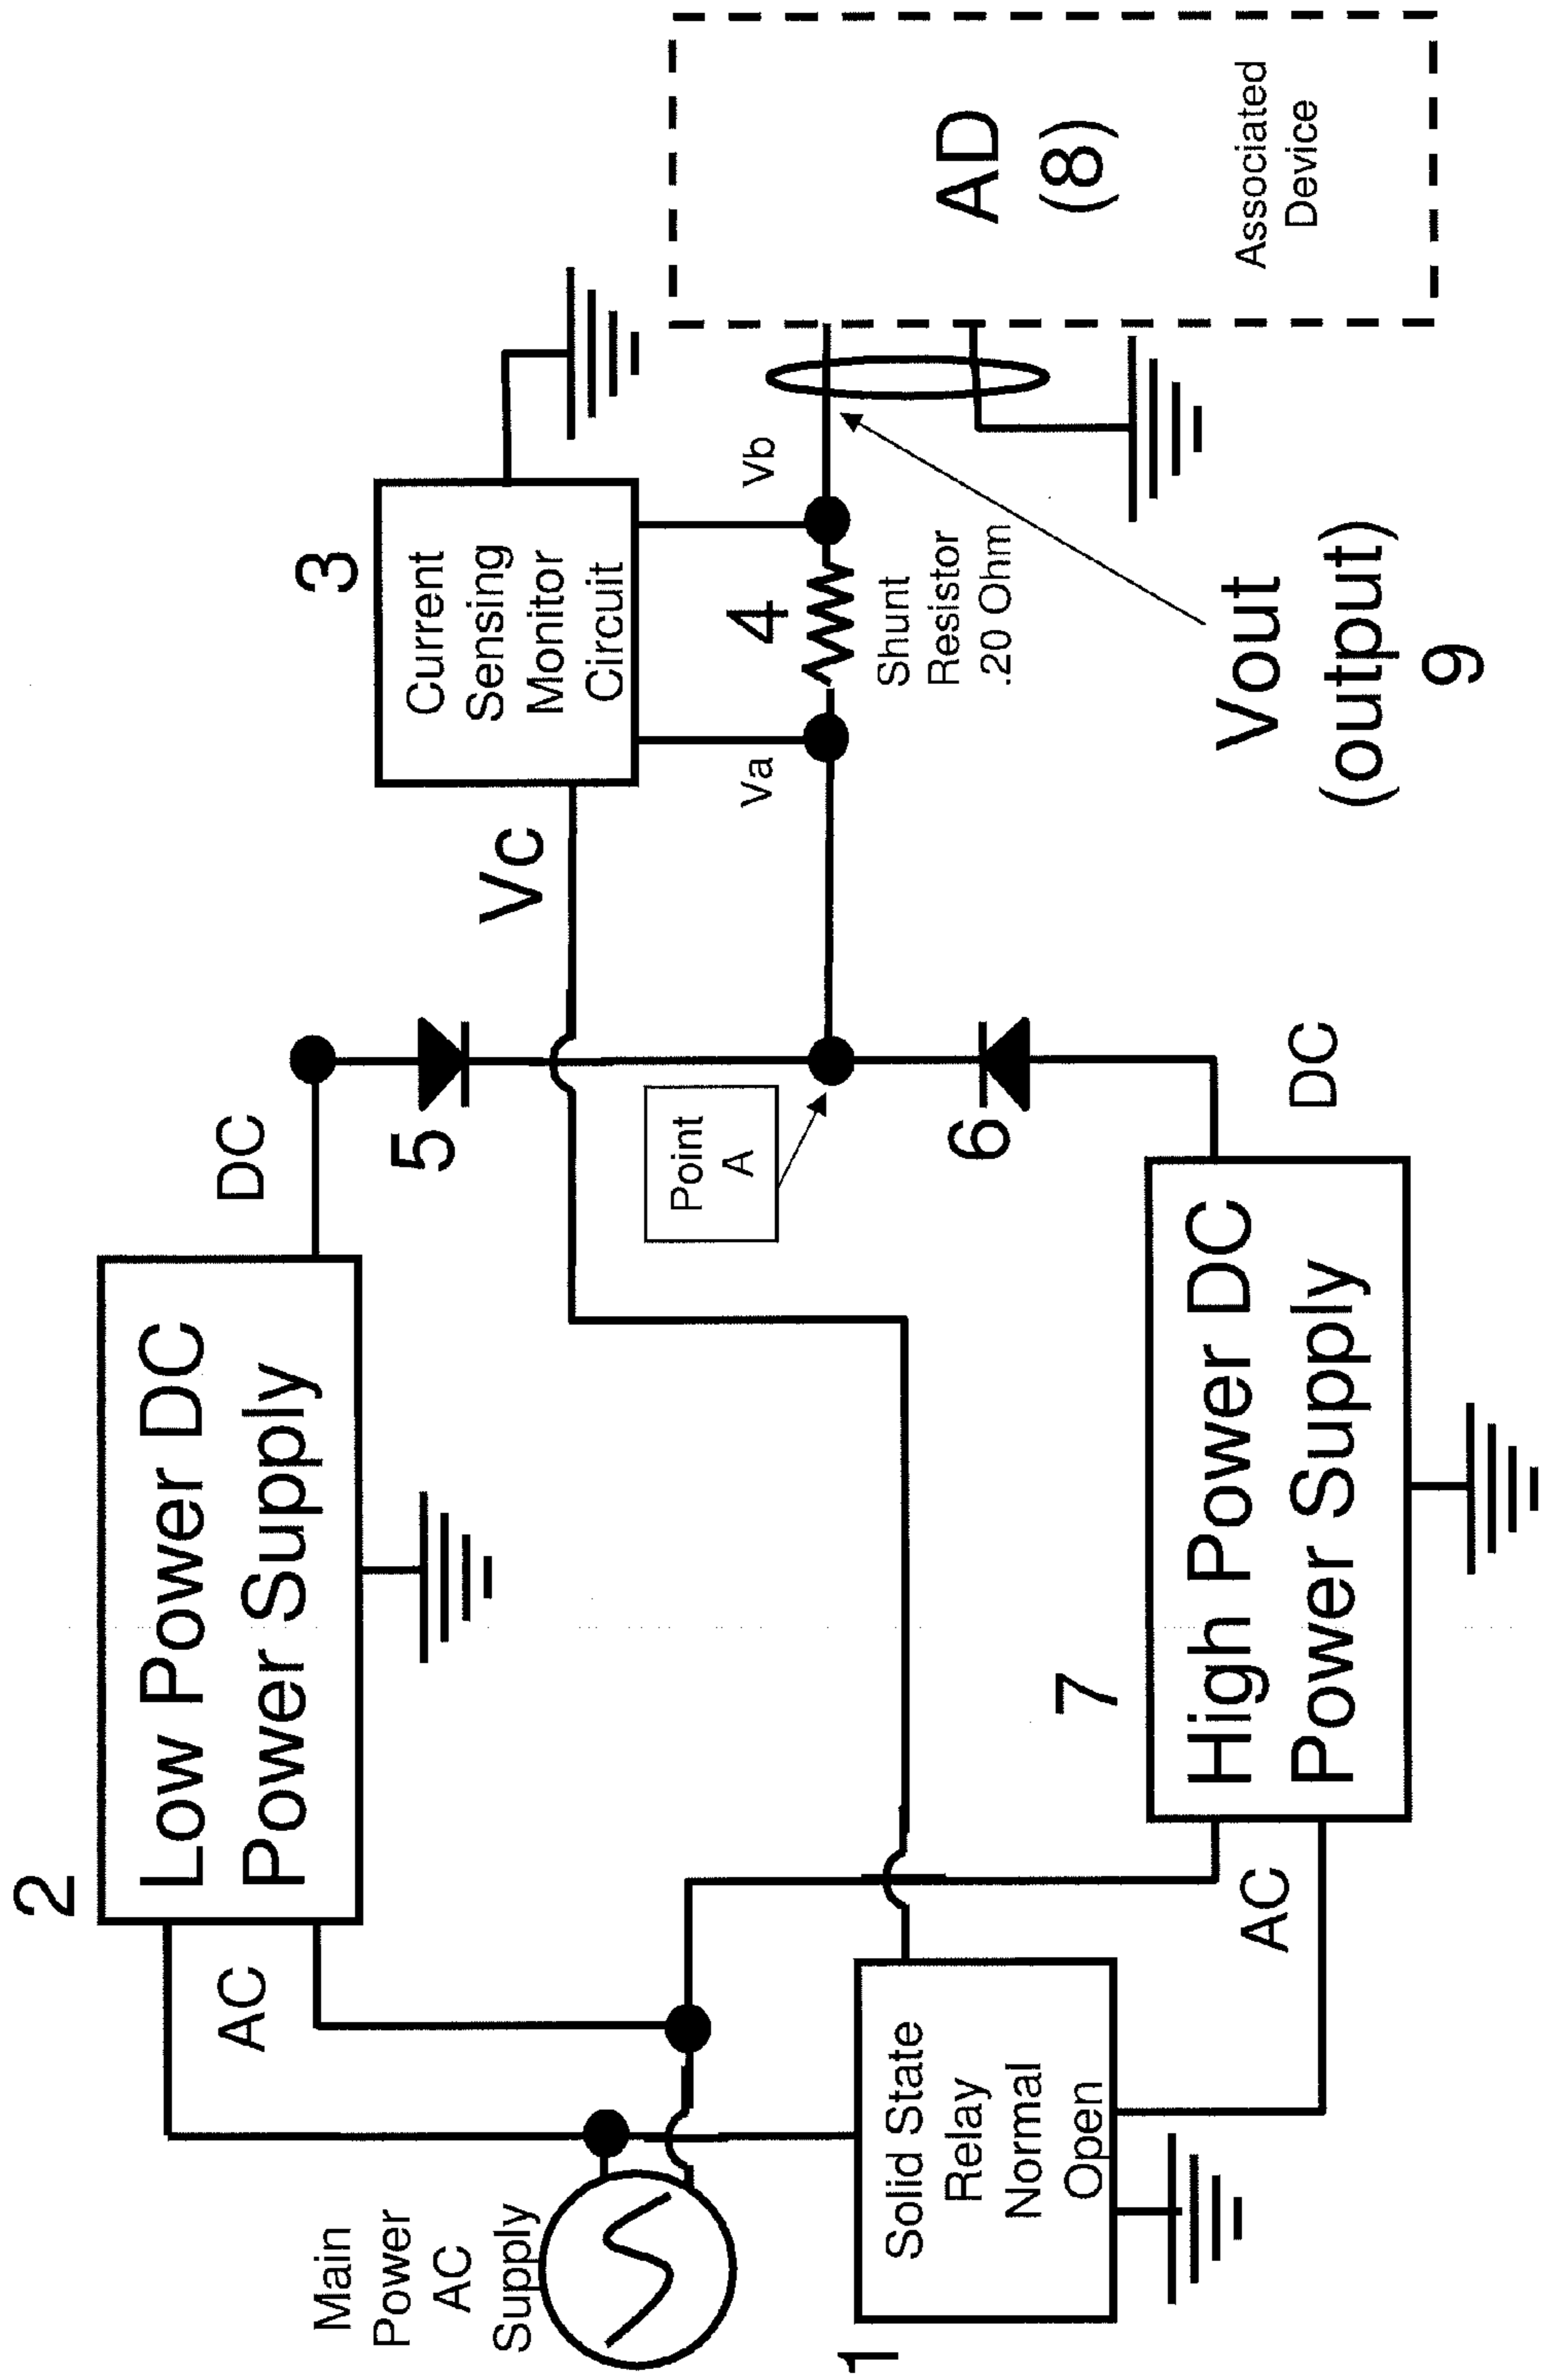 2
Low Power DC
Power Supply
AC
DC
Main
Power
AC
Supply
1
Solid State
Relay
Normal
Open
5
Point
A
6
Vc
3
Current
Sensing
Monitor
Circuit
Va
4
Vb
Shunt
Resistor
.20 Ohm
7
High Power DC
Power Supply
AC
DC
Vout
(output)
9
AD
(8)
Associated
Device